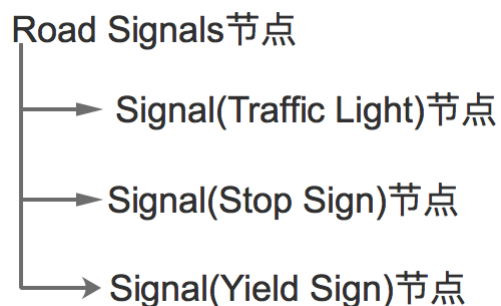 Road Signals节点
Signal(Traffic Light)节点
Signal(Stop Sign)节点
Signal(Yield Sign)节点